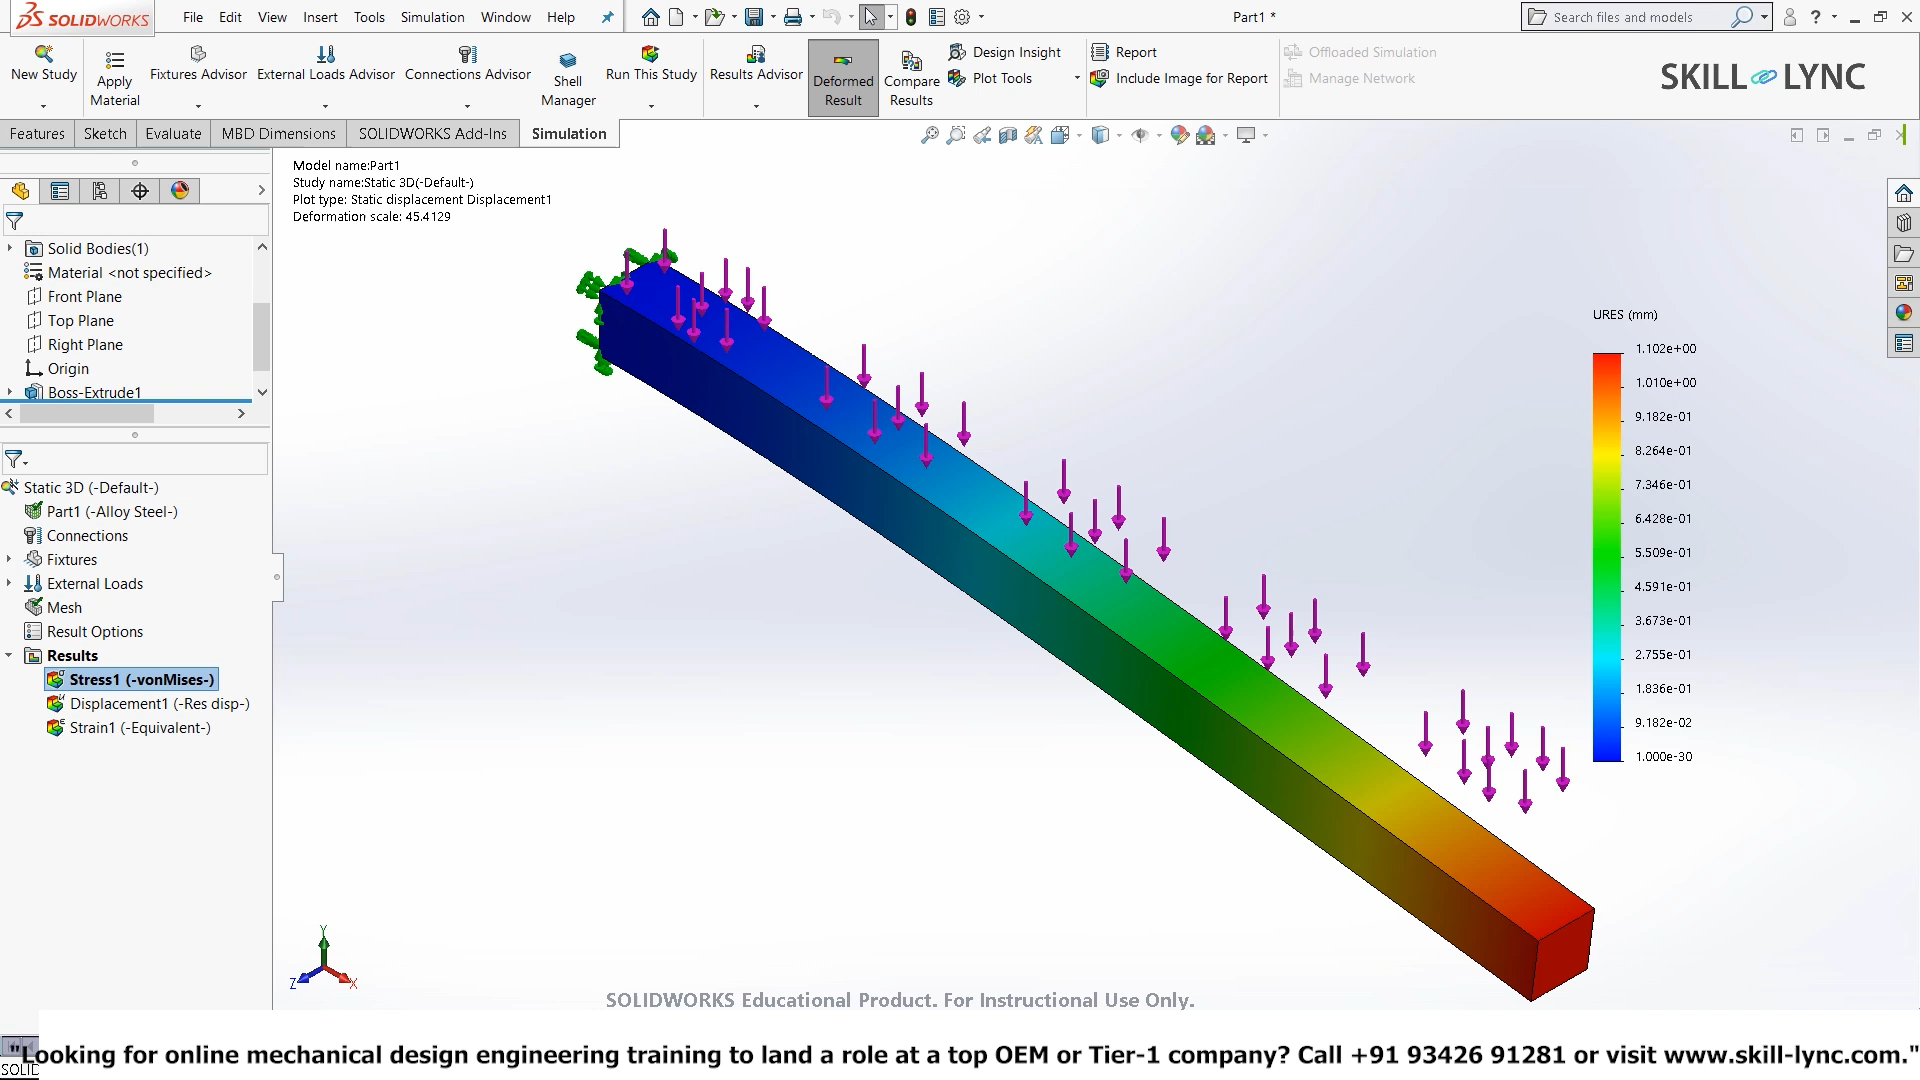 SOLIDWORKS
File Edit View Insert Tools Simulation Window Help
Part1 *
Search files and models
New Study
Apply Material
Fixtures Advisor
External Loads Advisor
Connections Advisor
Shell Manager
Run This Study
Results Advisor
Deformed Result
Compare Results
Design Insight
Plot Tools
Report
Include Image for Report
Offloaded Simulation
Manage Network
SKILL LYNC
Features Sketch Evaluate MBD Dimensions SOLIDWORKS Add-Ins Simulation
Model name:Part1
Study name:Static 3D(-Default-)
Plot type: Static displacement Displacement1
Deformation scale: 45.4129
Solid Bodies(1)
Material <not specified>
Front Plane
Top Plane
Right Plane
Origin
Boss-Extrude1
Static 3D (-Default-)
Part1 (-Alloy Steel-)
Connections
Fixtures
External Loads
Mesh
Result Options
Results
Stress1 (-vonMises-)
Displacement1 (-Res disp-)
Strain1 (-Equivalent-)
URES (mm)
1.102e+00
1.010e+00
9.182e-01
8.264e-01
7.346e-01
6.428e-01
5.509e-01
4.591e-01
3.673e-01
2.755e-01
1.836e-01
9.182e-02
1.000e-30
Y
Z
X
SOLIDWORKS Educational Product. For Instructional Use Only.
Looking for online mechanical design engineering training to land a role at a top OEM or Tier-1 company? Call +91 93426 91281 or visit www.skill-lync.com."
SOLID